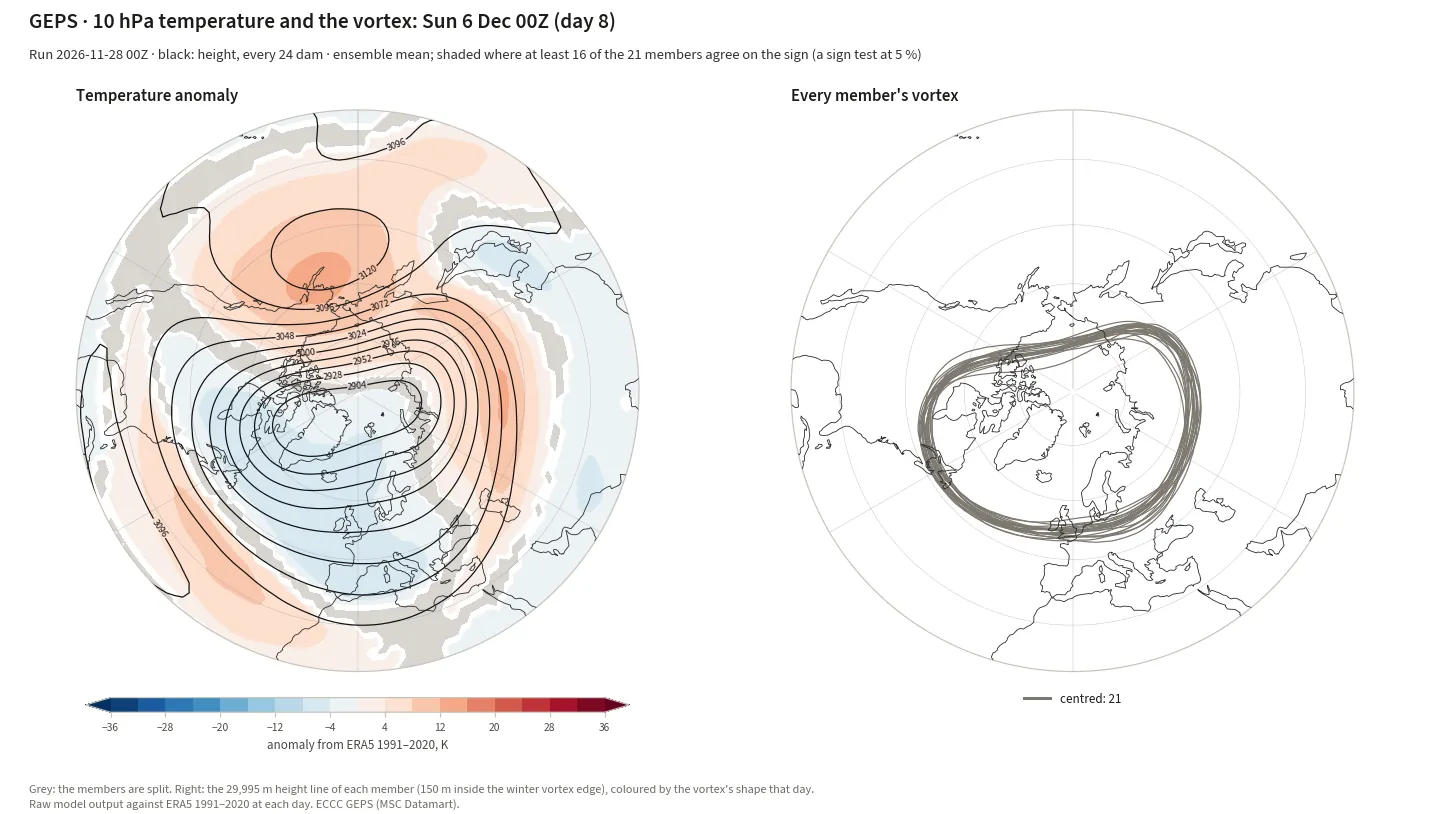 GEPS · 10 hPa temperature and the vortex: Sun 6 Dec 00Z (day 8)
Run 2026-11-28 00Z · black: height, every 24 dam · ensemble mean; shaded where at least 16 of the 21 members agree on the sign (a sign test at 5 %)
Temperature anomaly
Every member's vortex
3096
3120
3096
3072
3048
3024
2976
3000
2952
2928
2904
3096
centred: 21
−36 −28 −20 −12 −4 4 12 20 28 36
anomaly from ERA5 1991–2020, K
Grey: the members are split. Right: the 29,995 m height line of each member (150 m inside the winter vortex edge), coloured by the vortex's shape that day.
Raw model output against ERA5 1991–2020 at each day. ECCC GEPS (MSC Datamart).